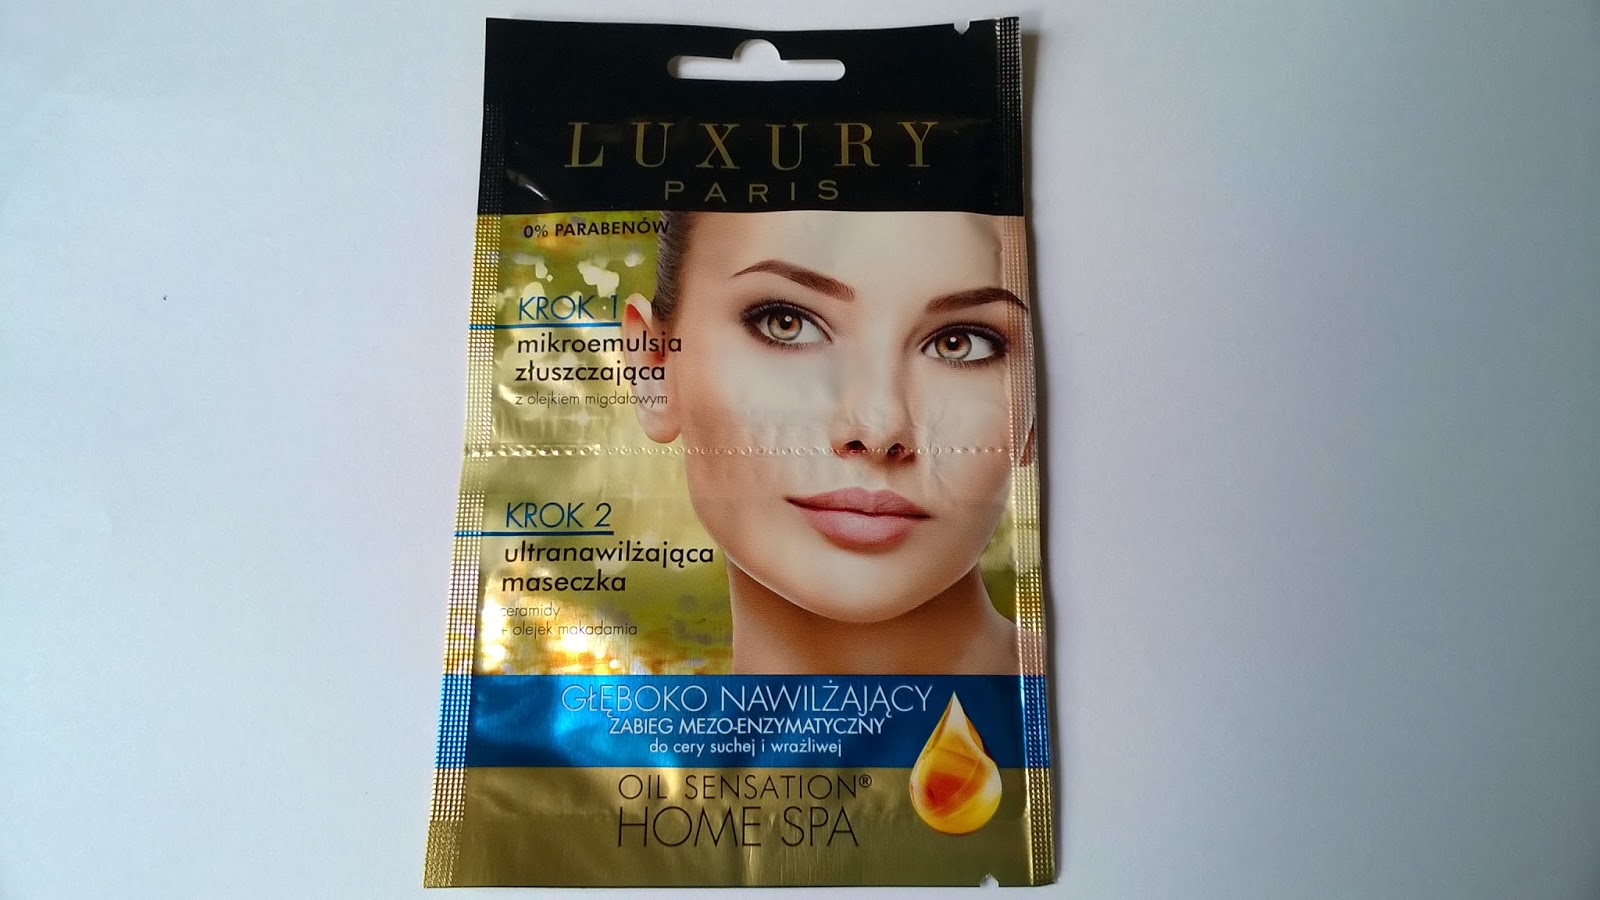 LUXURY
PARIS
0% PARABENÓW
KROK 1
mikroemulsja
złuszczająca
z olejkiem migdałowym
KROK 2
ultranawilżająca
maseczka
ceramidy
+ olejek makadamia
GŁĘBOKO NAWILŻAJĄCY
ZABIEG MEZO-ENZYMATYCZNY
do cery suchej i wrażliwej
OIL SENSATION®
HOME SPA